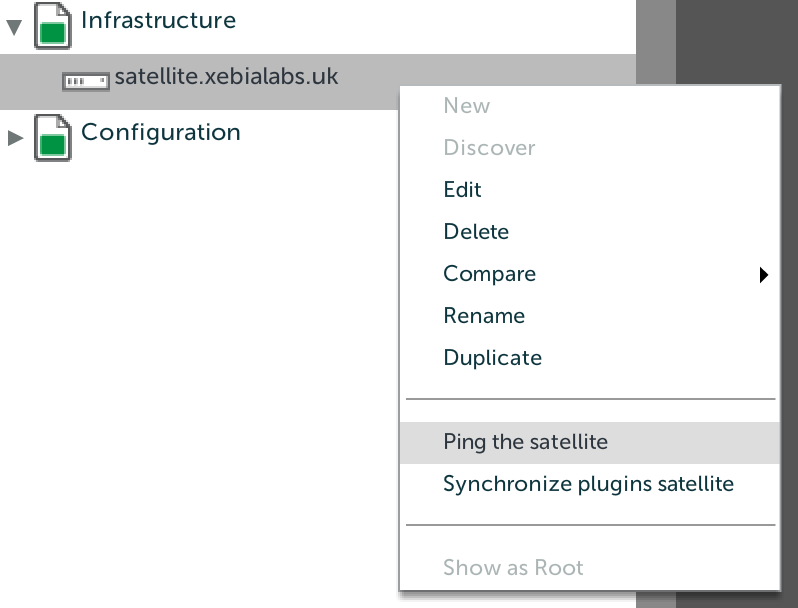 Infrastructure
satellite.xebialabs.uk
Configuration
New
Discover
Edit
Delete
Compare
Rename
Duplicate
Ping the satellite
Synchronize plugins satellite
Show as Root